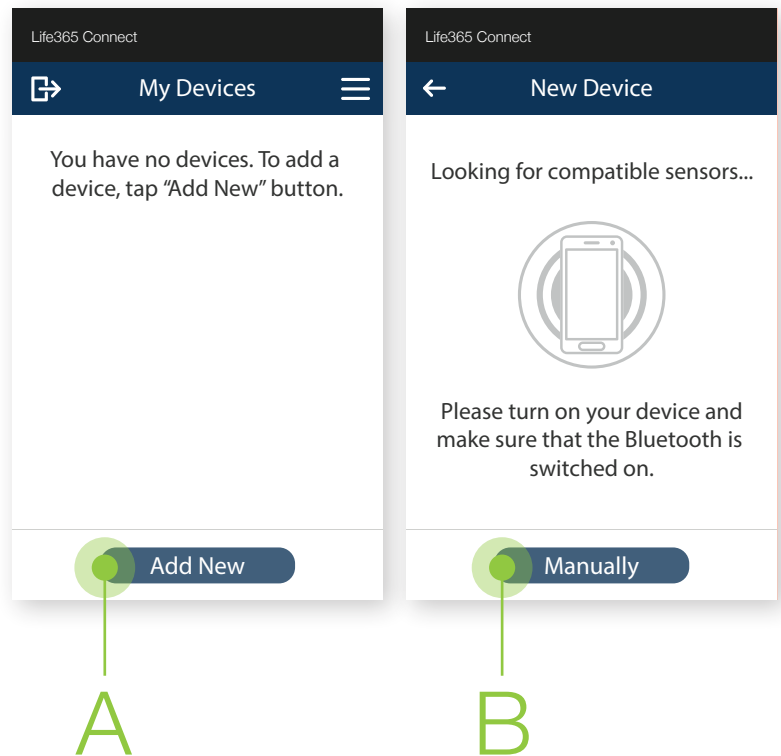 Life365 Connect
My Devices
You have no devices. To add a
device, tap “Add New” button.
Add New
A
Life365 Connect
New Device
Looking for compatible sensors...
Please turn on your device and
make sure that the Bluetooth is
switched on.
Manually
B